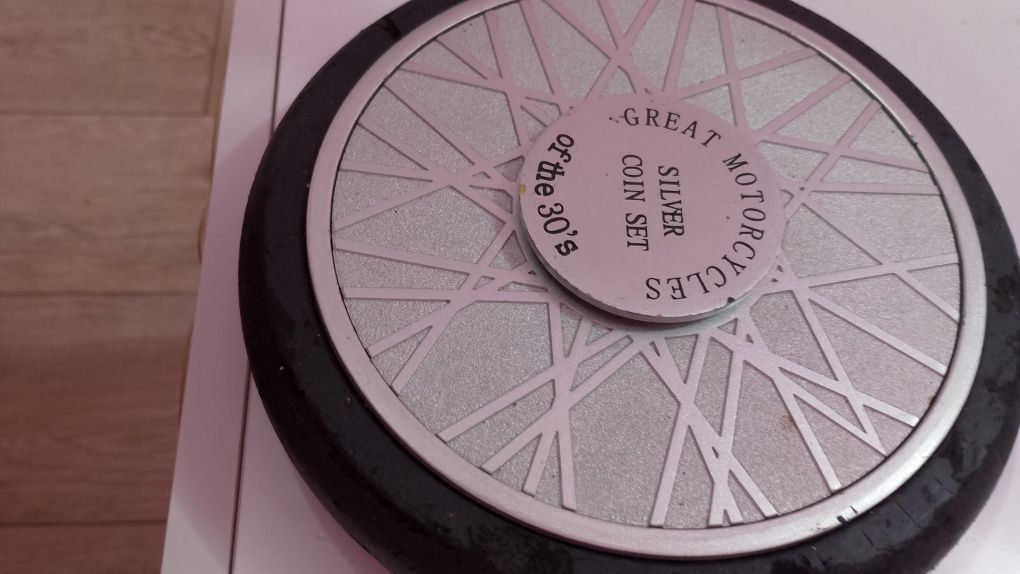 GREAT MOTORCYCLES
of the 30's
SILVER
COIN SET